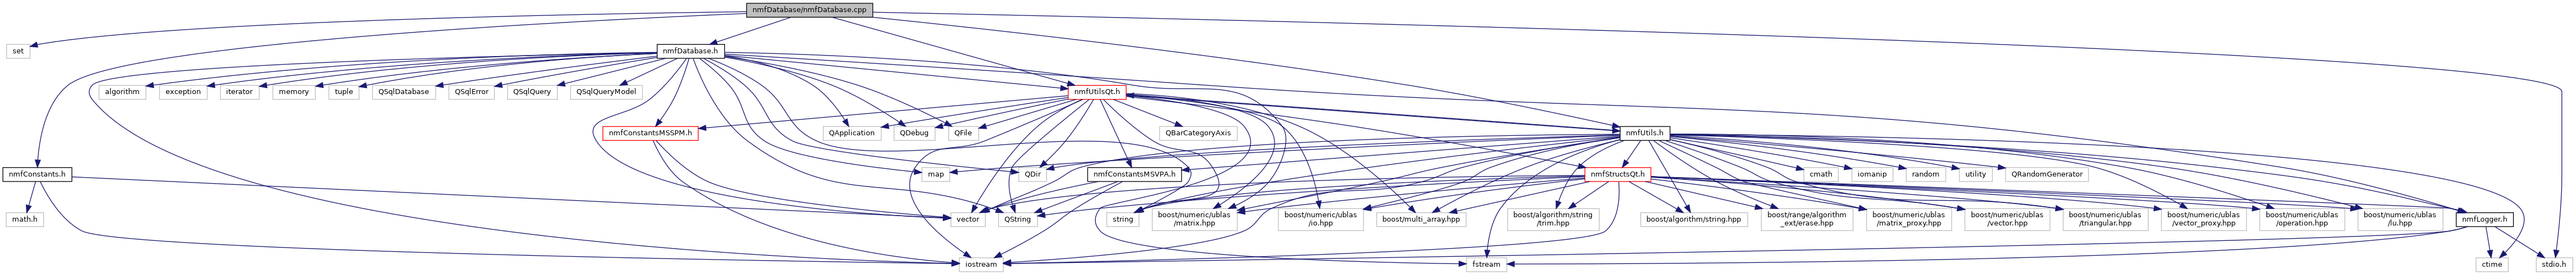 nmfDatabase/nmfDatabase.cpp
set
nmfDatabase.h
algorithm
exception
iterator
memory
tuple
QSqlDatabase
QSqlError
QSqlQuery
QSqlQueryModel
nmfUtilsQt.h
nmfConstantsMSSPM.h
QApplication
QDebug
QFile
QBarCategoryAxis
nmfUtils.h
nmfConstants.h
map
QDir
nmfConstantsMSVPA.h
nmfStructsQt.h
cmath
iomanip
random
utility
QRandomGenerator
math.h
vector
QString
string
boost/numeric/ublas
/matrix.hpp
boost/numeric/ublas
/io.hpp
boost/multi_array.hpp
boost/algorithm/string
/trim.hpp
boost/algorithm/string.hpp
boost/range/algorithm
_ext/erase.hpp
boost/numeric/ublas
/matrix_proxy.hpp
boost/numeric/ublas
/vector.hpp
boost/numeric/ublas
/triangular.hpp
boost/numeric/ublas
/vector_proxy.hpp
boost/numeric/ublas
/operation.hpp
boost/numeric/ublas
/lu.hpp
nmfLogger.h
iostream
fstream
ctime
stdio.h